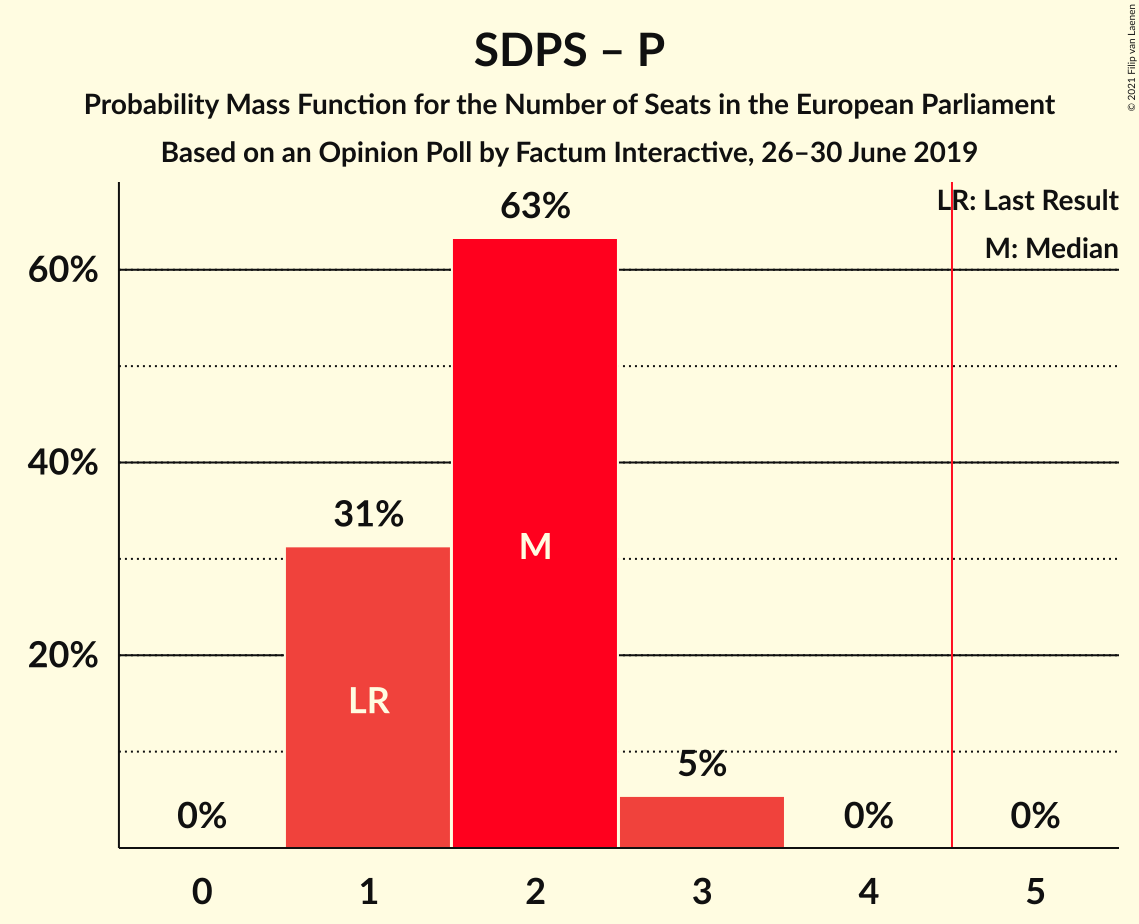 SDPS – P
Probability Mass Function for the Number of Seats in the European Parliament
Based on an Opinion Poll by Factum Interactive, 26–30 June 2019
© 2021 Filip van Laenen
LR: Last Result
M: Median
60%
40%
20%
0%
31%
63%
5%
0%
0%
LR
M
0
1
2
3
4
5